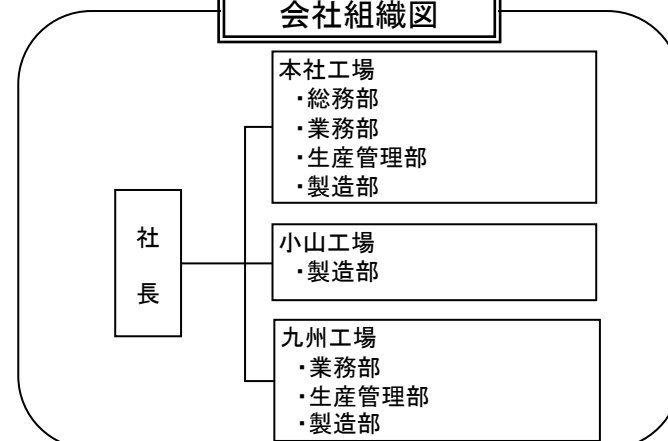 会社組織図
本社工場
・総務部
・業務部
・生産管理部
・製造部
社
長
小山工場
・製造部
九州工場
・業務部
・生産管理部
・製造部